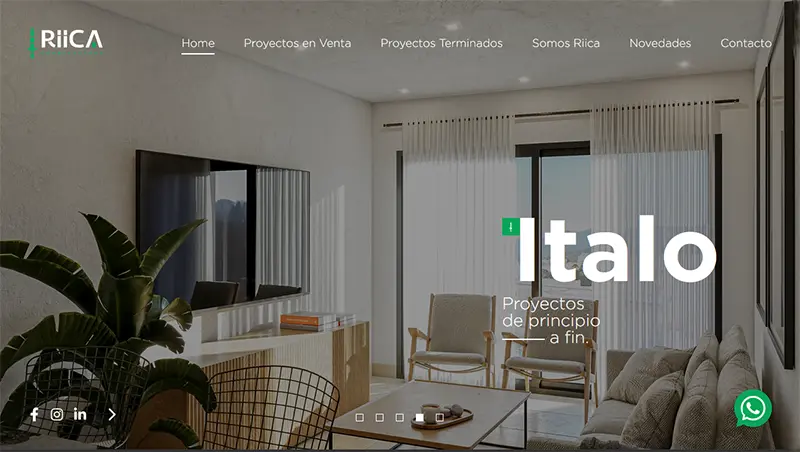 RiiCA
Home
Proyectos en Venta
Proyectos Terminados
Somos Riica
Novedades
Contacto
Italo
Proyectos
de principio
a fin.